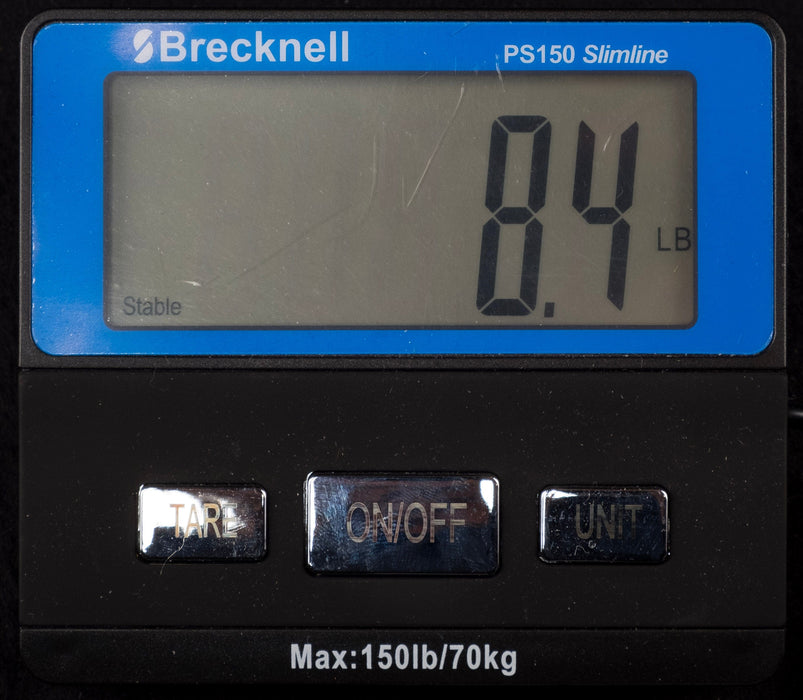 Brecknell
PS150 Slimline
8.4
LB
Stable
TARE
ON/OFF
UNIT
Max:150lb/70kg